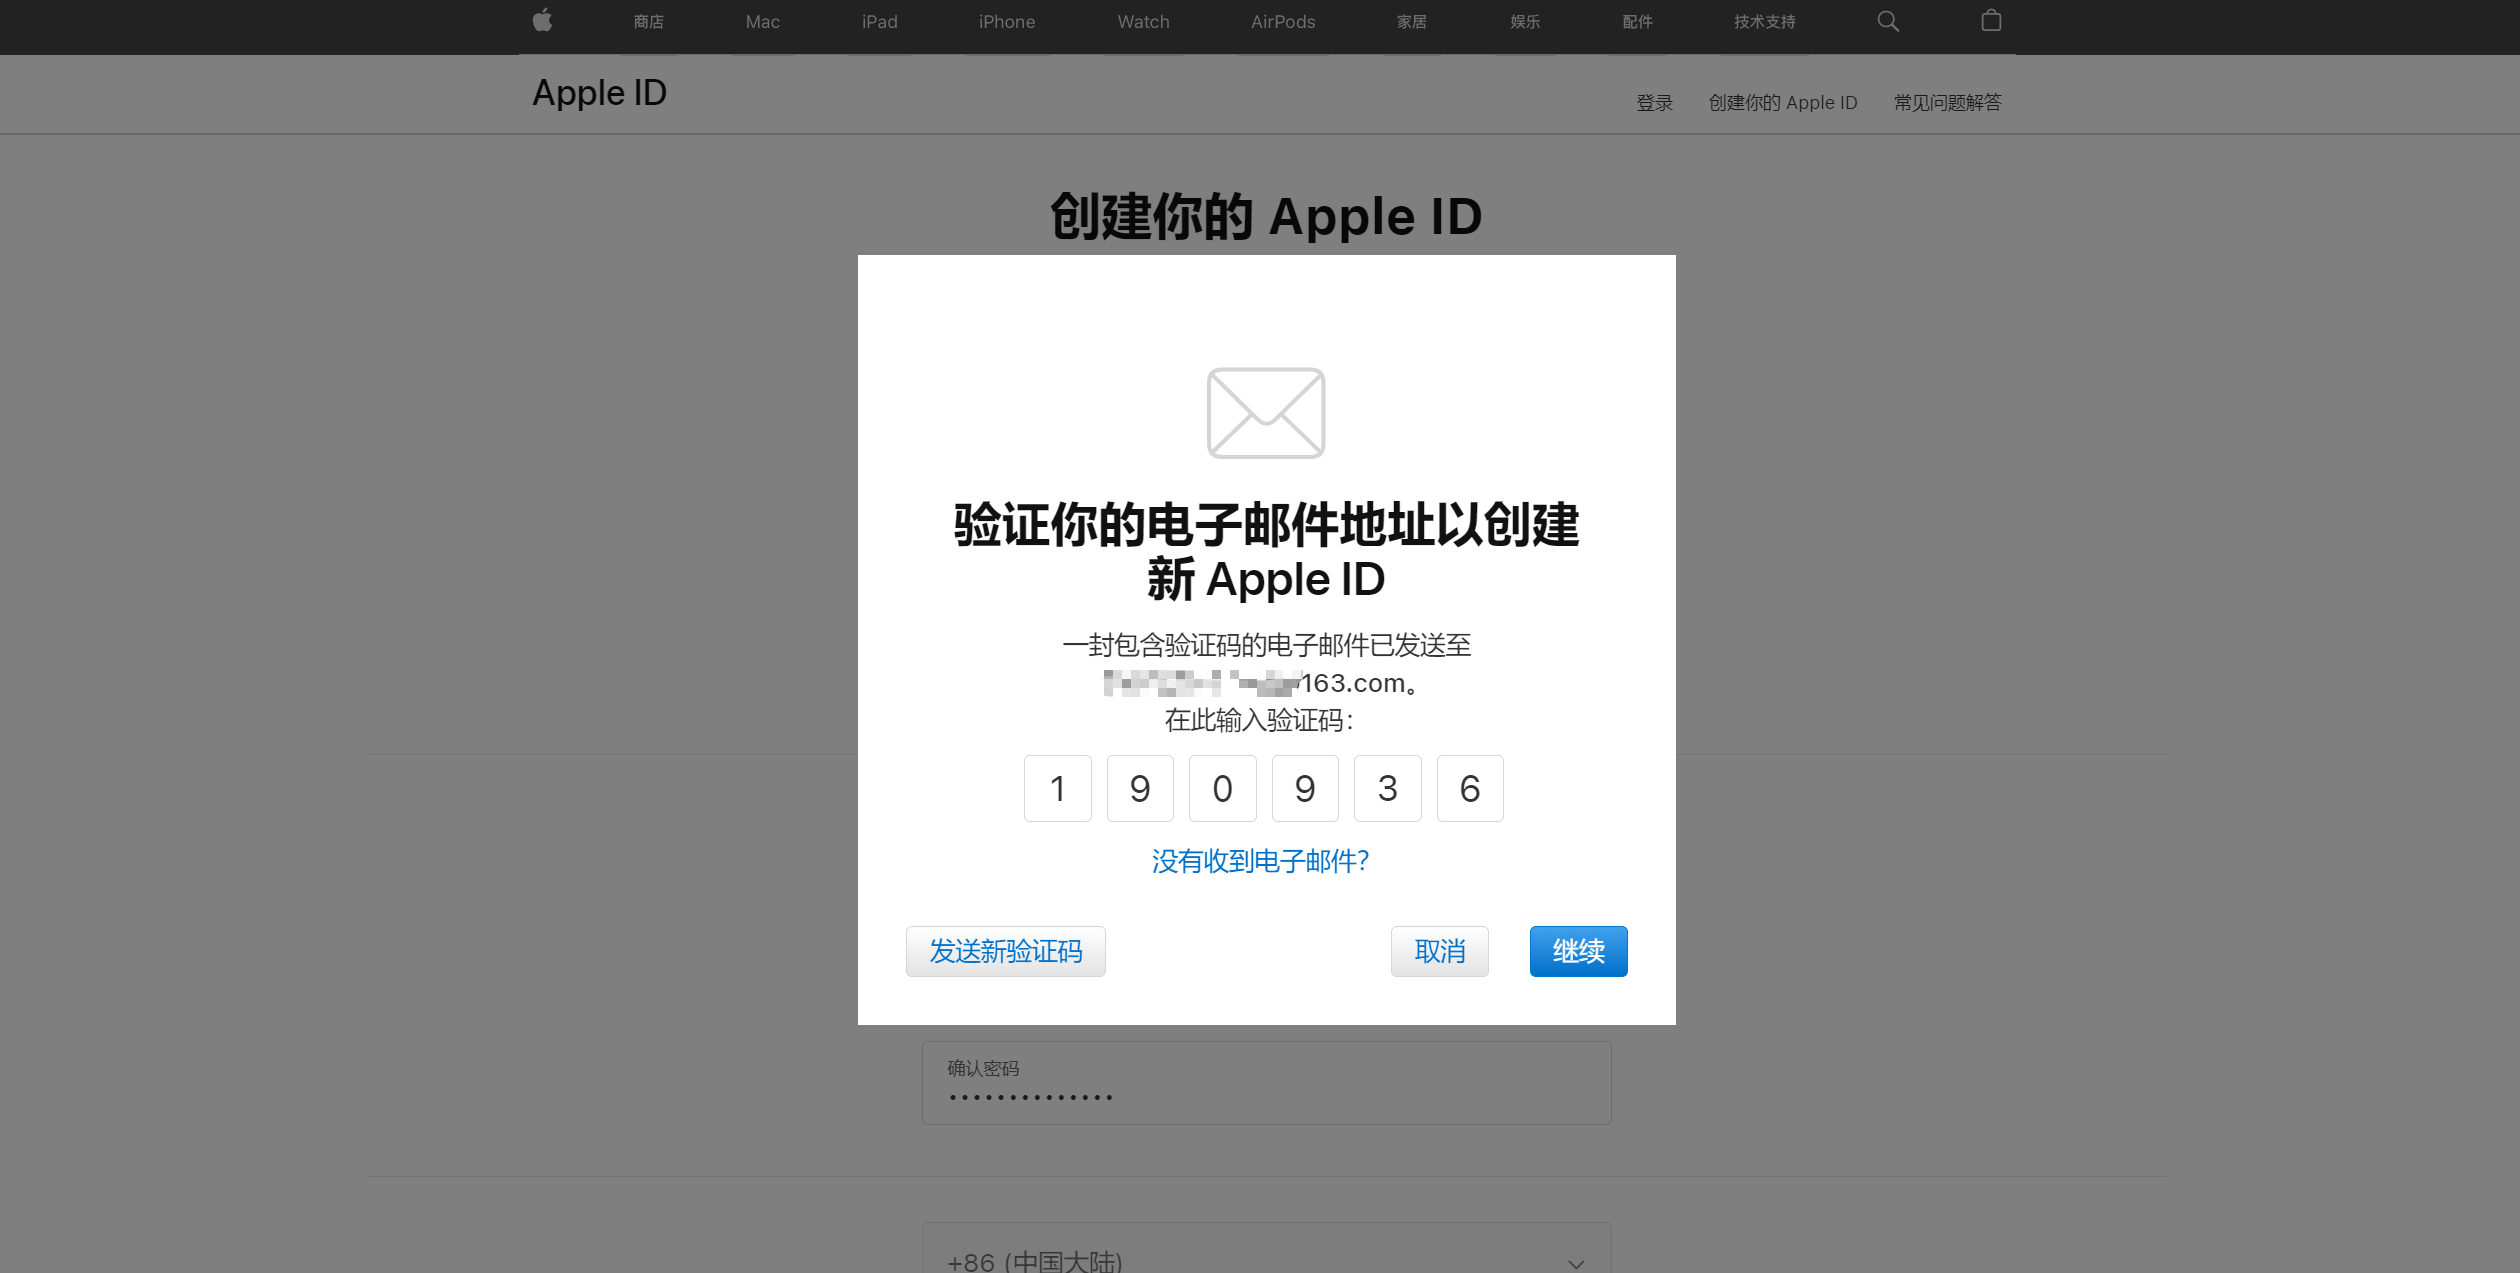 商店 Mac iPad iPhone Watch AirPods 家居 娱乐 配件 技术支持
Apple ID
登录 创建你的 Apple ID 常见问题解答
创建你的 Apple ID
验证你的电子邮件地址以创建
新 Apple ID
一封包含验证码的电子邮件已发送至
163.com。
在此输入验证码：
1 9 0 9 3 6
没有收到电子邮件？
发送新验证码 取消 继续
确认密码
••••••••••••••
+86 (中国大陆)